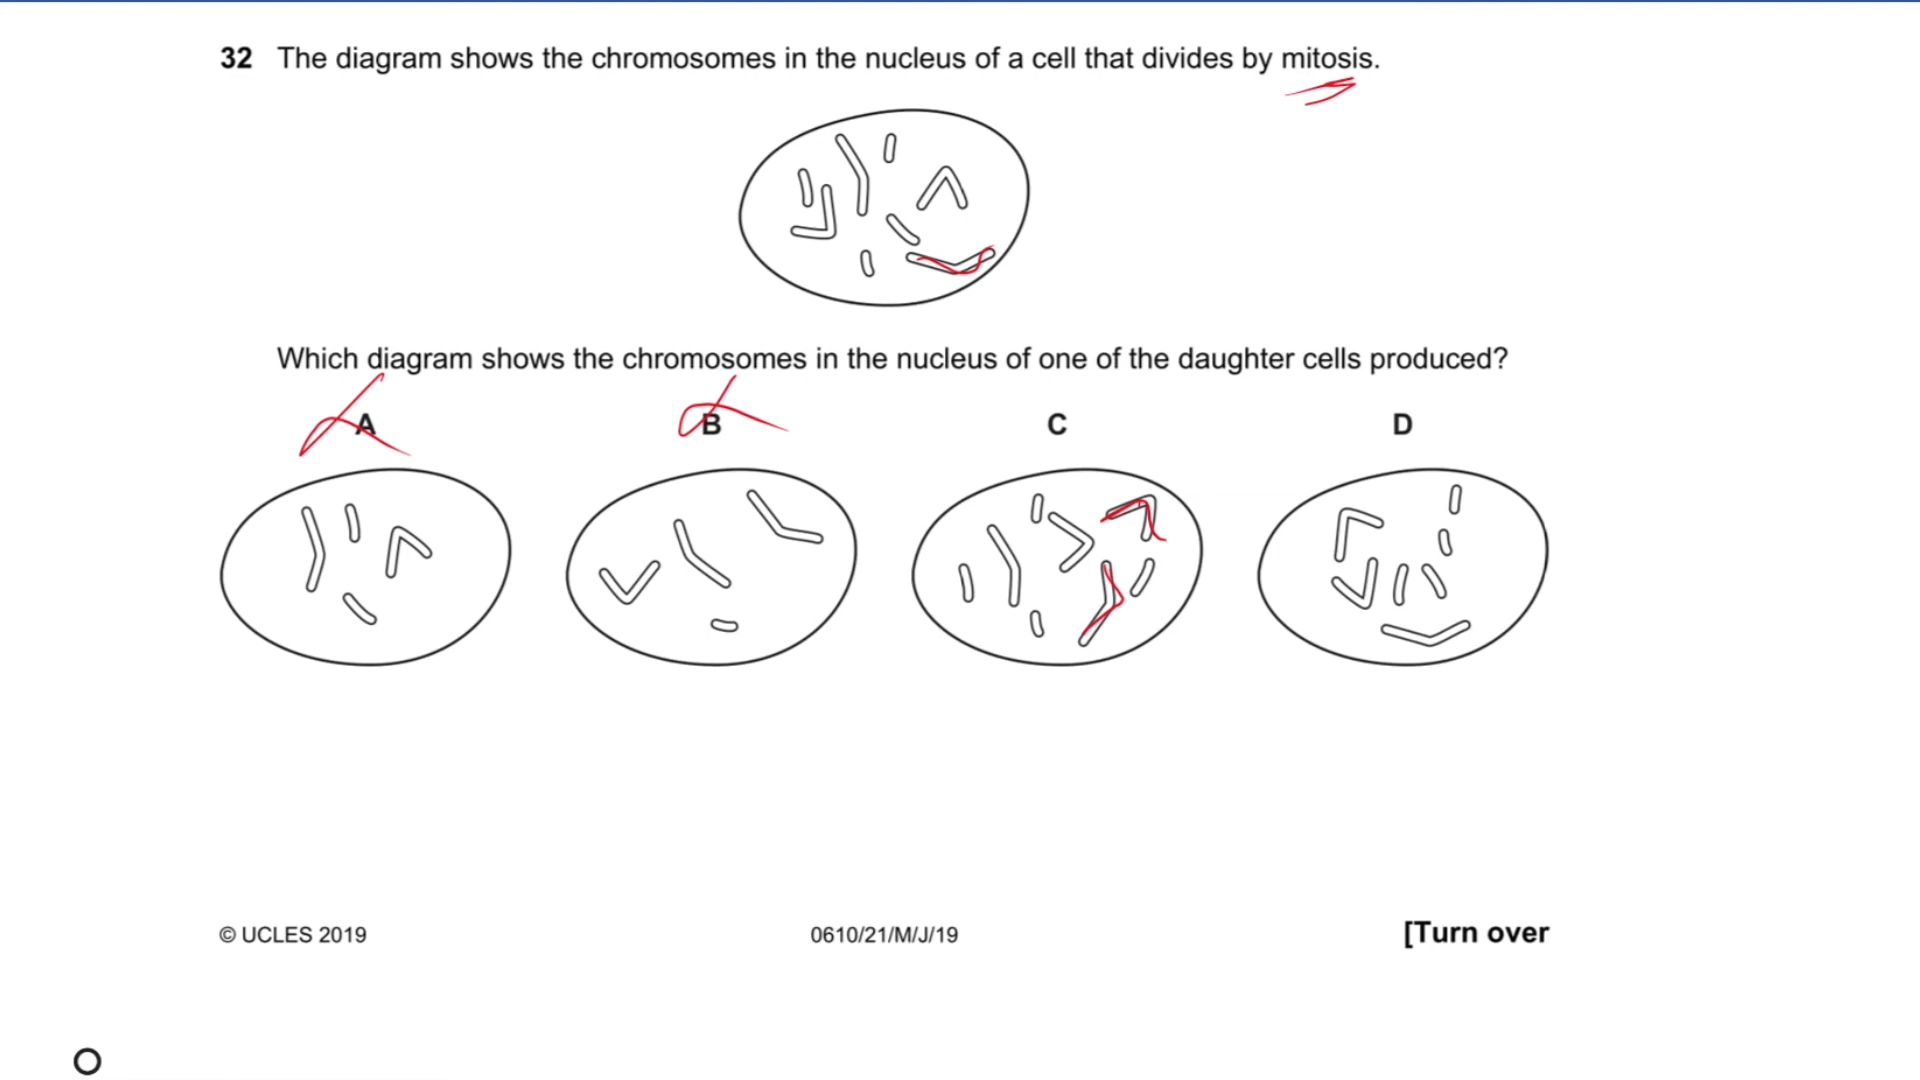 32 The diagram shows the chromosomes in the nucleus of a cell that divides by mitosis.
Which diagram shows the chromosomes in the nucleus of one of the daughter cells produced?
A B C D
© UCLES 2019 0610/21/M/J/19 [Turn over